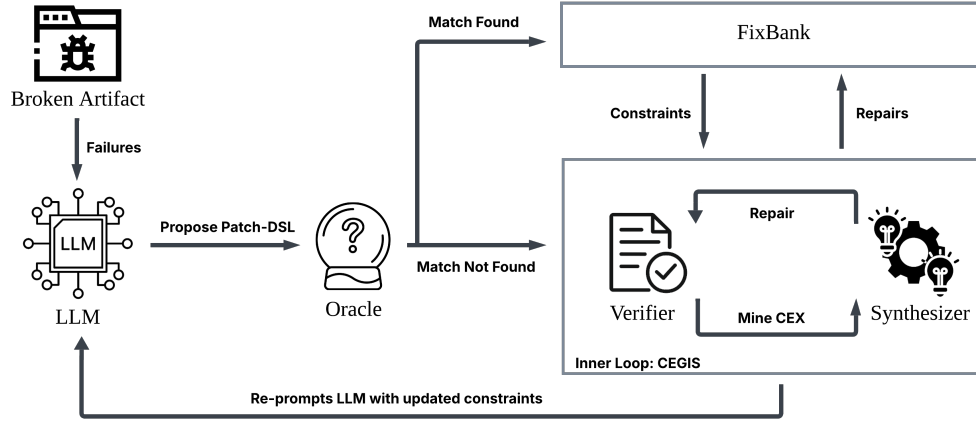 Match Found
FixBank
Broken Artifact
Constraints
Repairs
Failures
LLM
Propose Patch-DSL
?
Repair
Match Not Found
Oracle
LLM
Verifier
Synthesizer
Mine CEX
Inner Loop: CEGIS
Re-prompts LLM with updated constraints